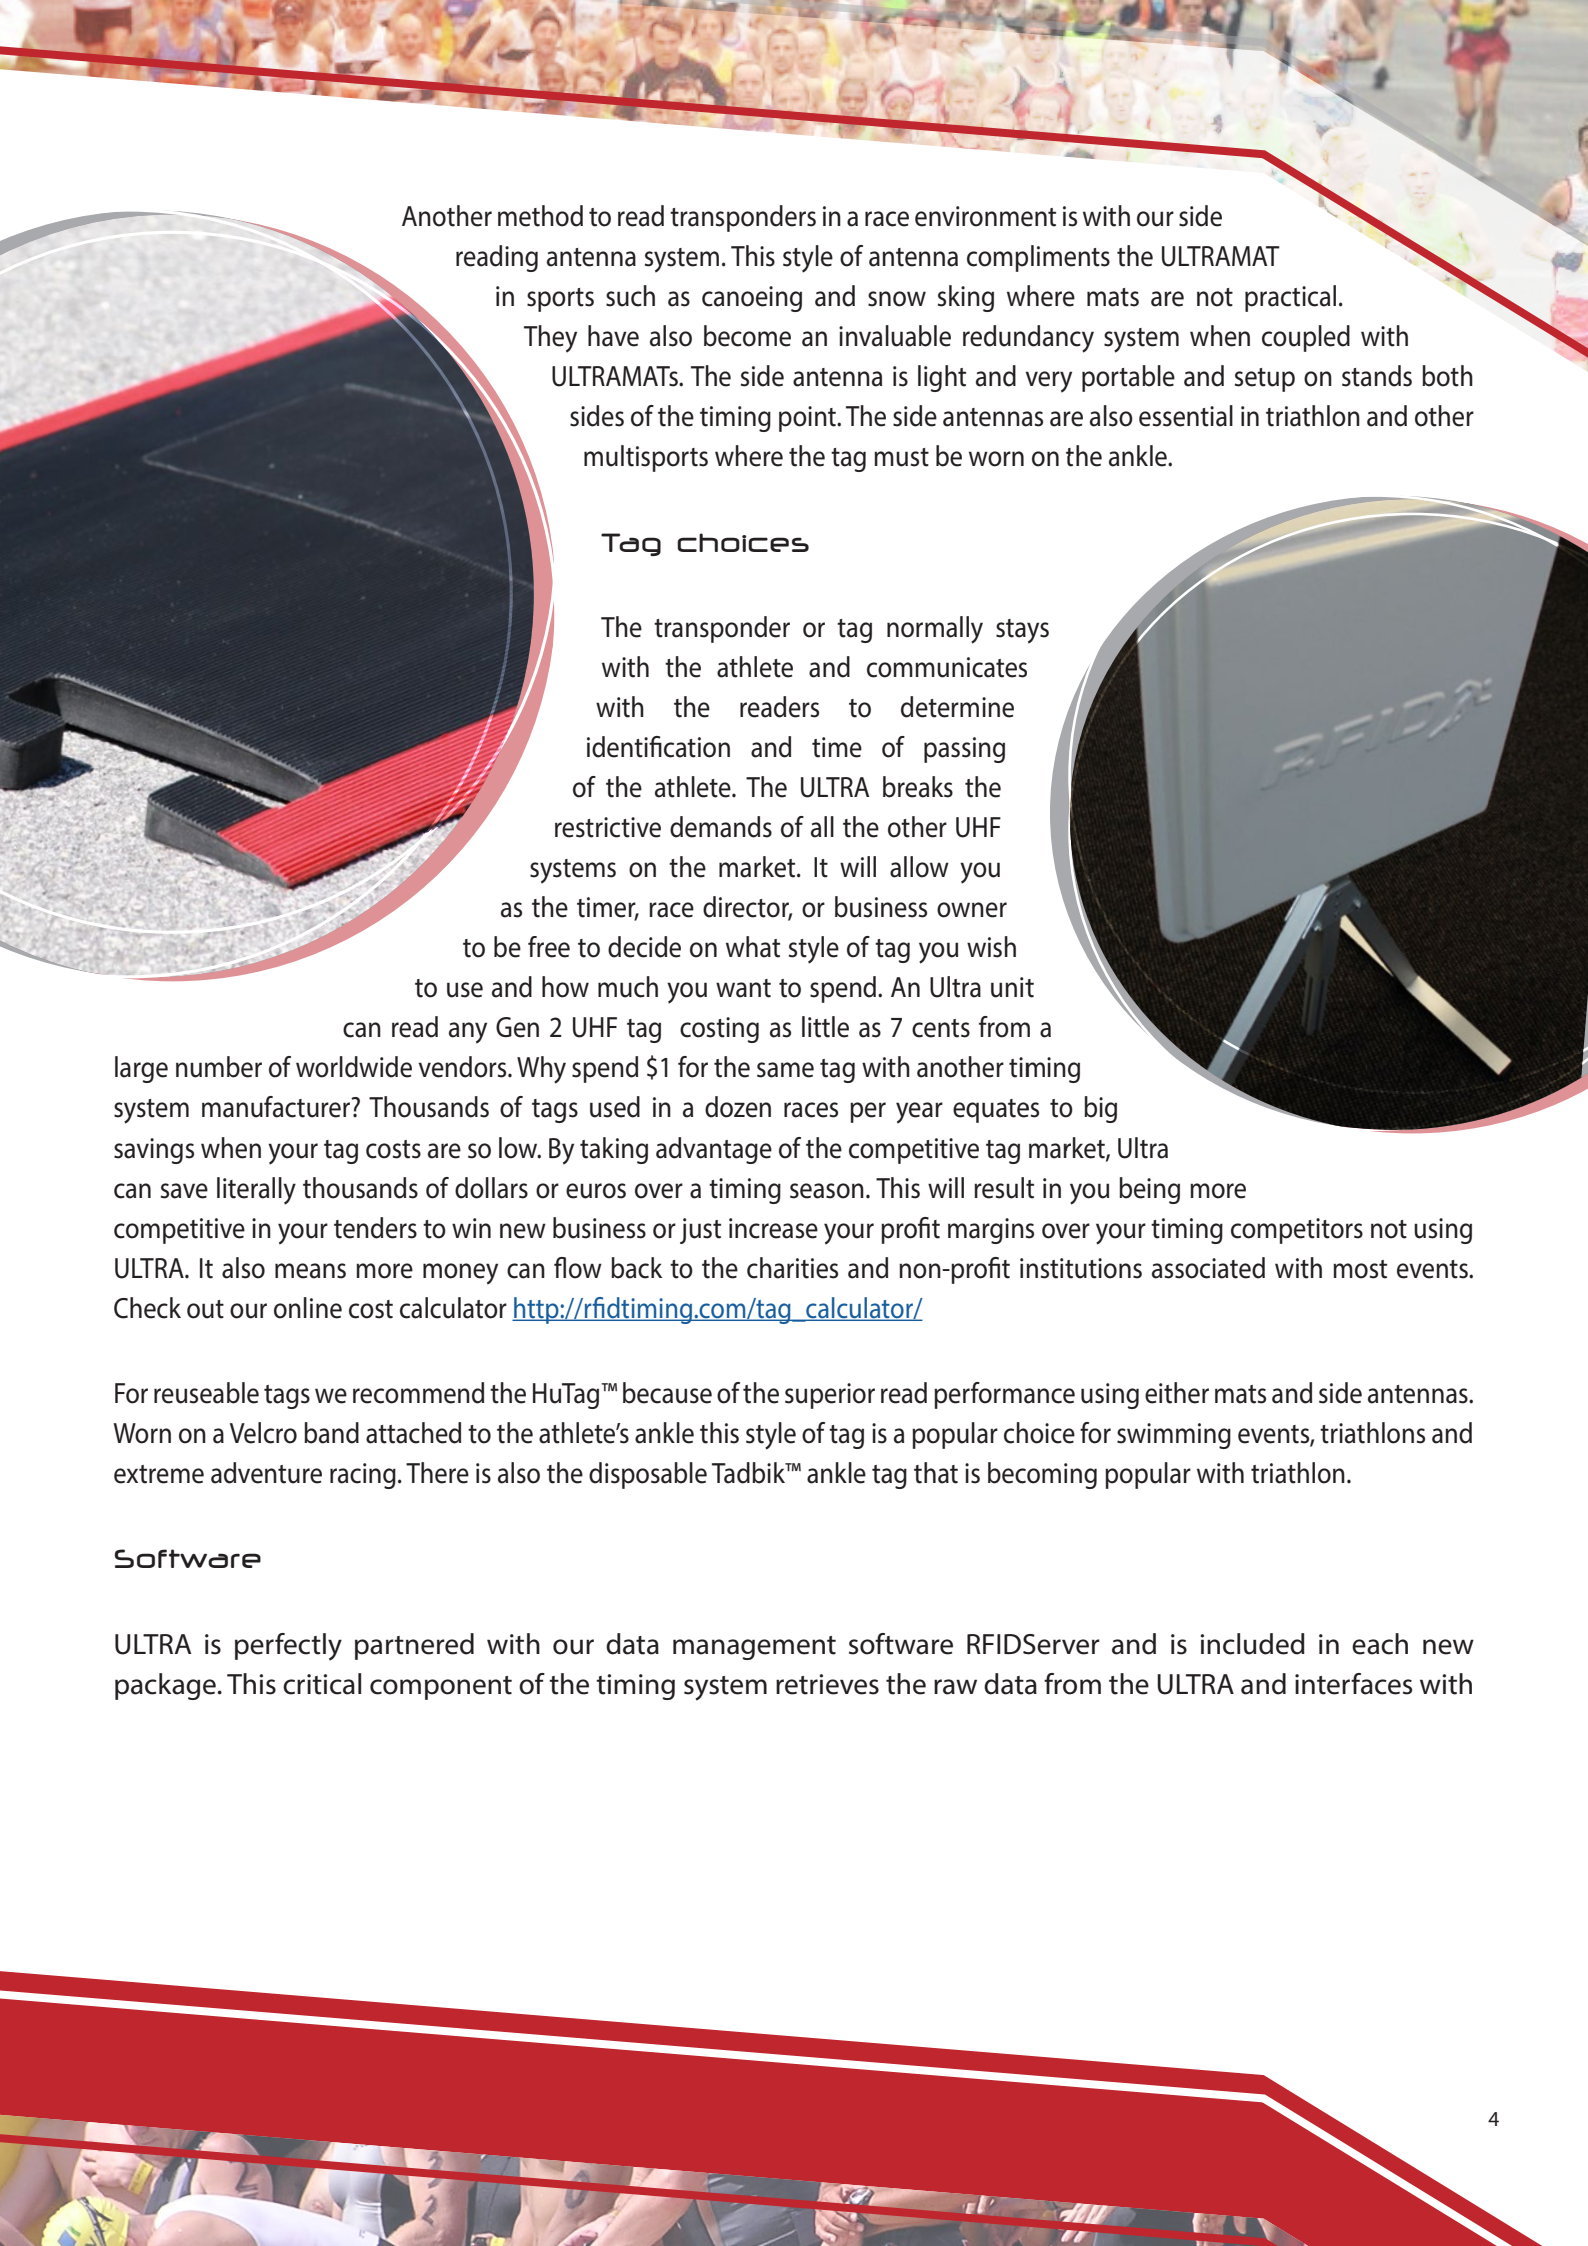 Another method to read transponders in a race environment is with our side
reading antenna system. This style of antenna compliments the ULTRAMAT
in sports such as canoeing and snow sking where mats are not practical.
They have also become an invaluable redundancy system when coupled with
ULTRAMATs. The side antenna is light and very portable and setup on stands both
sides of the timing point. The side antennas are also essential in triathlon and other
multisports where the tag must be worn on the ankle.
Tag choices
The transponder or tag normally stays
with the athlete and communicates
with the readers to determine
identification and time of passing
of the athlete. The ULTRA breaks the
restrictive demands of all the other UHF
systems on the market. It will allow you
as the timer, race director, or business owner
to be free to decide on what style of tag you wish
to use and how much you want to spend. An Ultra unit
can read any Gen 2 UHF tag costing as little as 7 cents from a
large number of worldwide vendors. Why spend $1 for the same tag with another timing
system manufacturer? Thousands of tags used in a dozen races per year equates to big
savings when your tag costs are so low. By taking advantage of the competitive tag market, Ultra
can save literally thousands of dollars or euros over a timing season. This will result in you being more
competitive in your tenders to win new business or just increase your profit margins over your timing competitors not using
ULTRA. It also means more money can flow back to the charities and non-profit institutions associated with most events.
Check out our online cost calculator http://rfidtiming.com/tag_calculator/
For reuseable tags we recommend the HuTag™ because of the superior read performance using either mats and side antennas.
Worn on a Velcro band attached to the athlete's ankle this style of tag is a popular choice for swimming events, triathlons and
extreme adventure racing. There is also the disposable Tadbik™ ankle tag that is becoming popular with triathlon.
Software
ULTRA is perfectly partnered with our data management software RFIDServer and is included in each new
package. This critical component of the timing system retrieves the raw data from the ULTRA and interfaces with
RFID
4